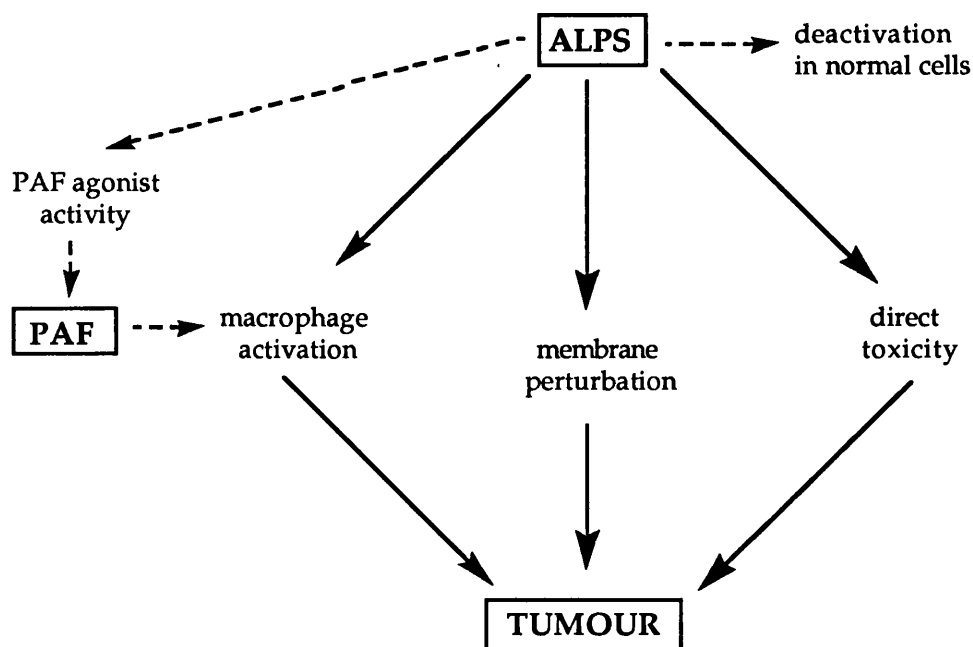 ALPS
deactivation
in normal cells
PAF agonist
activity
PAF
macrophage
activation
membrane
perturbation
direct
toxicity
TUMOUR